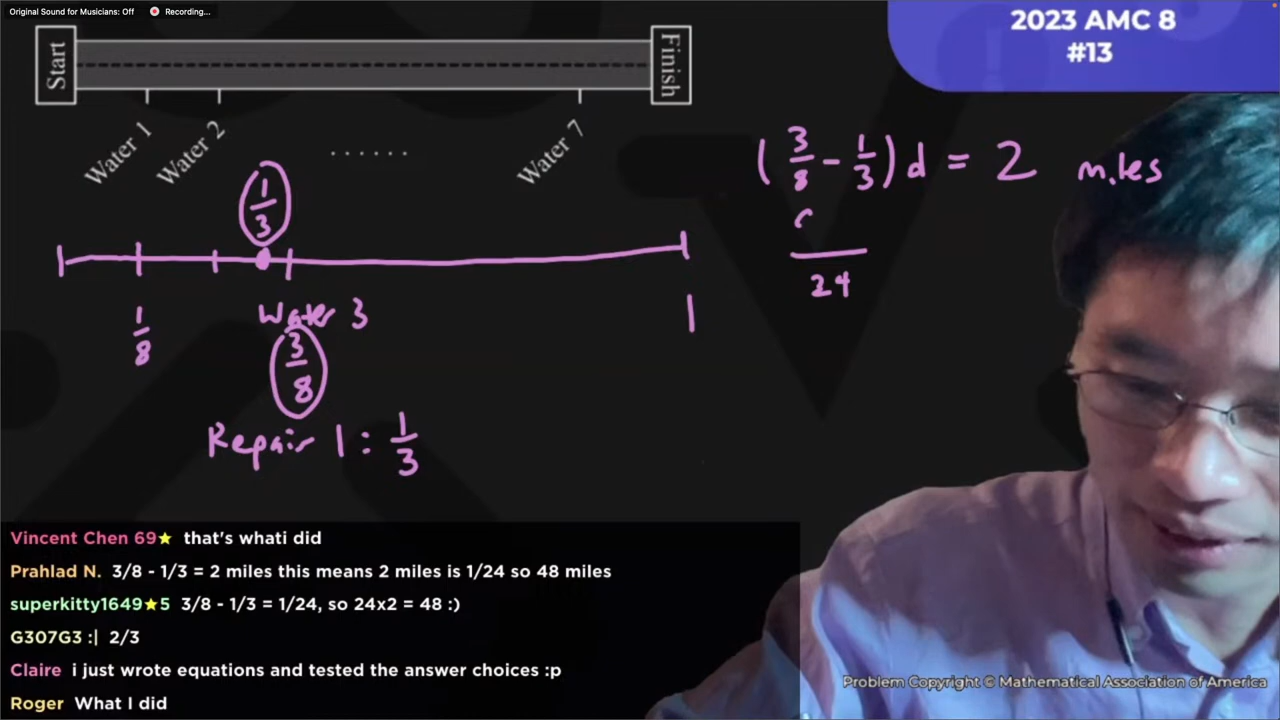 Original Sound for Musicians: Off Recording...
2023 AMC 8
#13
Start
Finish
Water 1
Water 2
......
Water 7
(3/8 - 1/3) d = 2 miles
24
1/3
1/8
Water 3
3/8
1
Repair 1: 1/3
Vincent Chen 69★ that's whati did
Prahlad N. 3/8 - 1/3 = 2 miles this means 2 miles is 1/24 so 48 miles
superkitty1649★5 3/8 - 1/3 = 1/24, so 24x2 = 48 :)
G307G3 :| 2/3
Claire i just wrote equations and tested the answer choices :p
Roger What I did
Problem Copyright © Mathematical Association of America